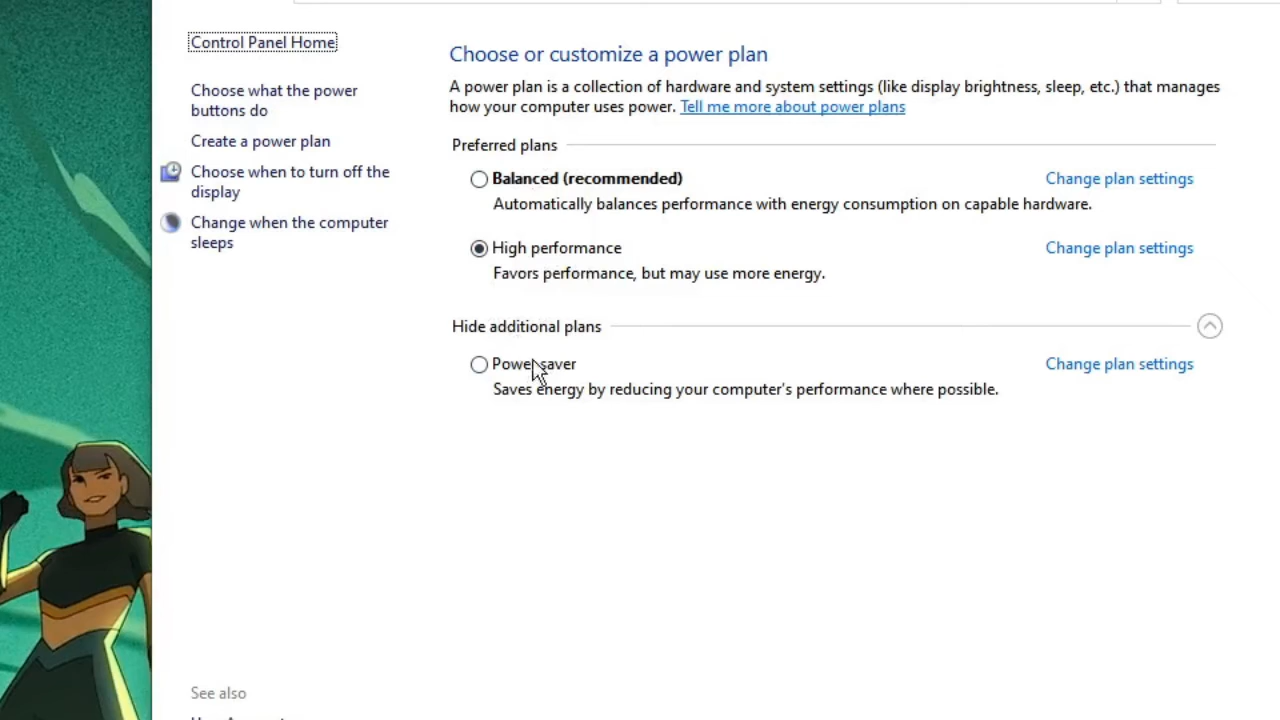 Control Panel Home
Choose what the power
buttons do
Create a power plan
Choose when to turn off the
display
Change when the computer
sleeps
Choose or customize a power plan
A power plan is a collection of hardware and system settings (like display brightness, sleep, etc.) that manages
how your computer uses power. Tell me more about power plans
Preferred plans
Balanced (recommended) Change plan settings
Automatically balances performance with energy consumption on capable hardware.
High performance Change plan settings
Favors performance, but may use more energy.
Hide additional plans
Power saver Change plan settings
Saves energy by reducing your computer's performance where possible.
See also